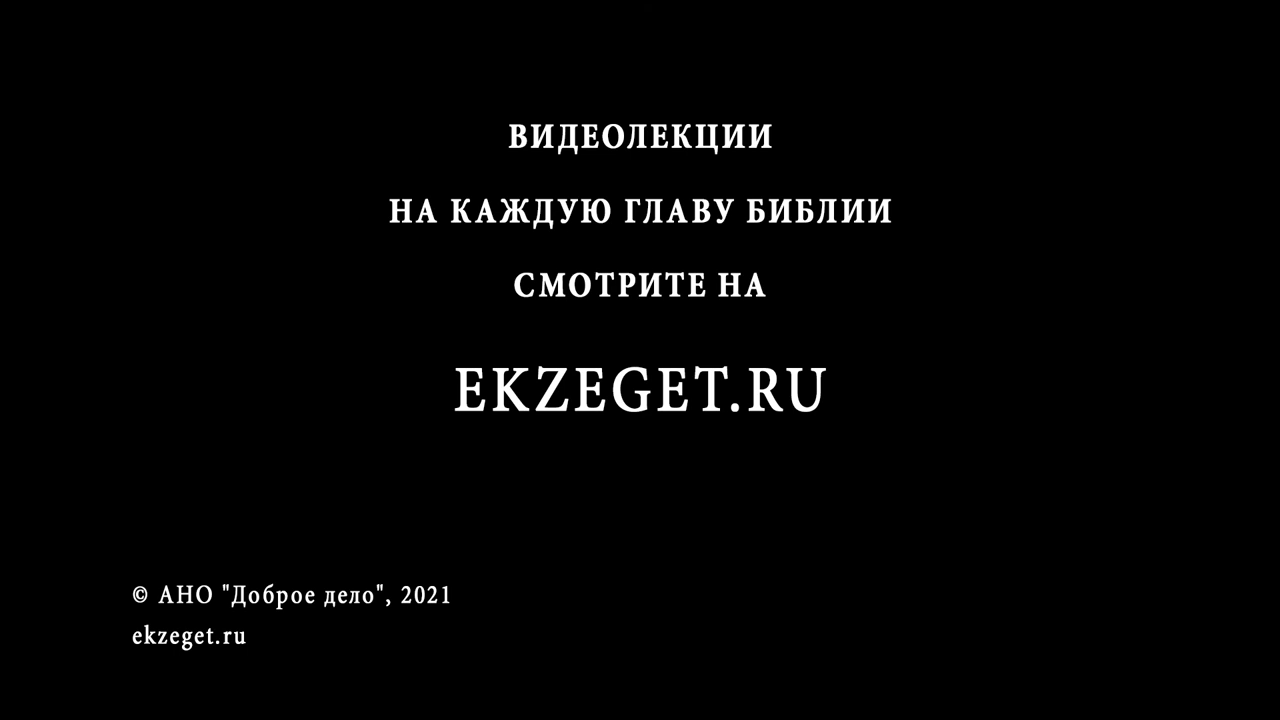 ВИДЕОЛЕКЦИИ
НА КАЖДУЮ ГЛАВУ БИБЛИИ
СМОТРИТЕ НА
EKZEGET.RU
© АНО "Доброе дело", 2021
ekzeget.ru